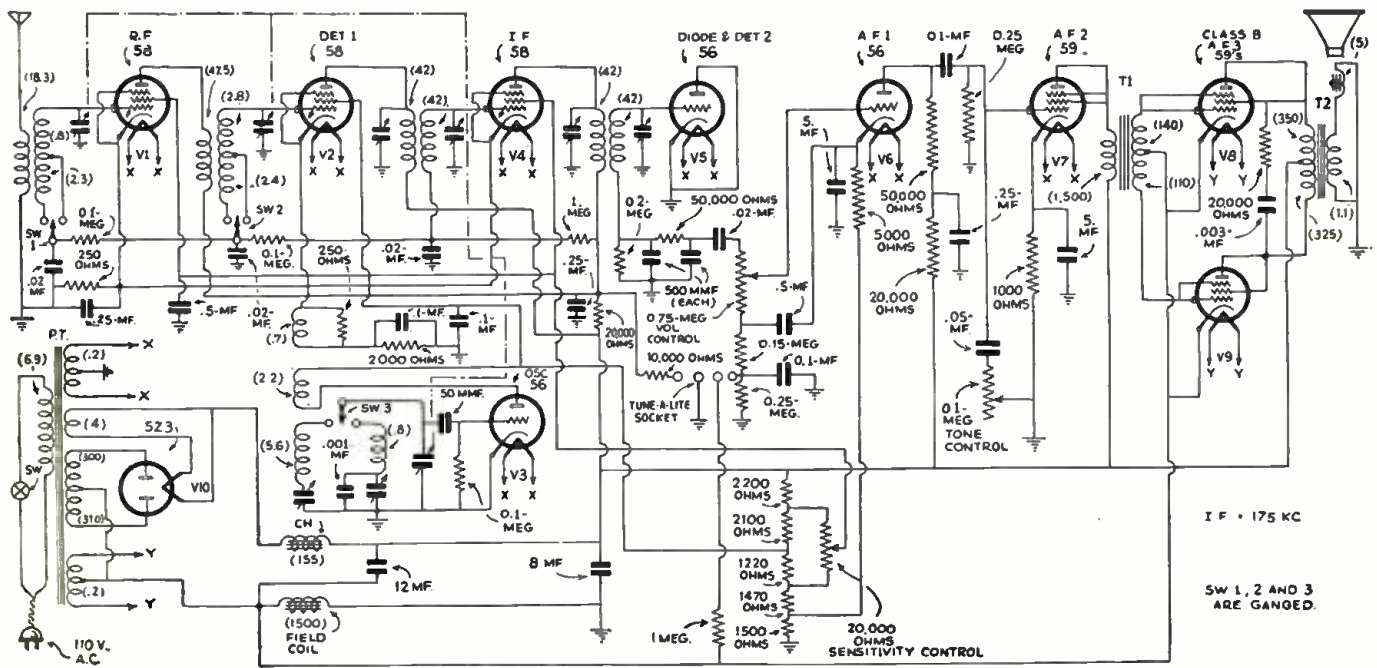 R.F
58
DET 1
58
I F
58
DIODE & DET 2
56
A F 1
56
0.1-MF
0.25
MEG
A F 2
59
CLASS B
A F 3
59's
(5)
(18.3)
(47.5)
(42)
(42)
T1
T2
(.8)
(2.8)
(42)
(42)
5.
MF
(140)
(350)
V1
V2
V4
V5
V6
V7
V8
X X
X X
X X
X X
X X
X X
Y Y
(2.3)
(2.4)
(110)
SW
1
0.1-
MEG
250
OHMS
SW 2
0.1-
MEG.
250-
OHMS
.02-
MF.
1.
MEG
.25-
MF.
0.2-
MEG
50,000 OHMS
.02-MF.
50,000
OHMS
5000
OHMS
.25-
MF
(1,500)
5.
MF
20,000
OHMS
.003-
MF
(1.1)
(325)
.02
MF
.25-MF.
.5-MF
.02-
MF
(.7)
.1-MF
2000 OHMS
.1-
MF
20,000
OHMS
500 MMF
(EACH)
0.75-MEG
VOL
CONTROL
.5-MF
20,000
OHMS
1000
OHMS
P.T.
(6.9)
(.2)
X
X
(2.2)
OSC
56
10,000 OHMS
0.15-MEG
0.1-MF
.05-
MF
V9
Y Y
(.4)
5Z3
SW 3
50 MMF.
TUNE-A-LITE
SOCKET
0.25-
MEG.
0.1-
MEG
TONE
CONTROL
SW
(300)
(5.6)
.001
MF
(.8)
V3
X X
V10
(310)
CH 1
0.1-
MEG
2200
OHMS
2100
OHMS
I F = 175 KC
(155)
Y
(.2)
Y
12 MF.
8 MF
1220
OHMS
1470
OHMS
1500
OHMS
SW 1, 2 AND 3
ARE GANGED.
110 V.
A.C.
(1500)
FIELD
COIL
1 MEG.
20,000
OHMS
SENSITIVITY CONTROL